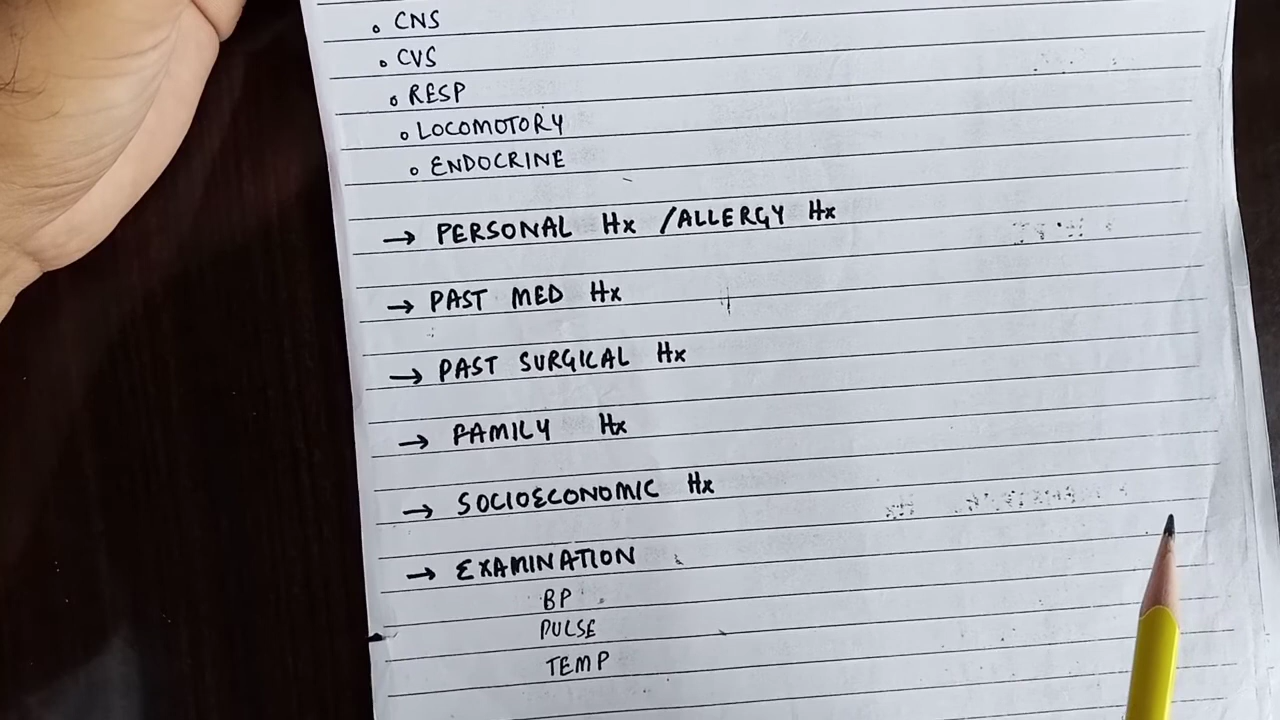 • CNS
• CVS
• RESP
• LOCOMOTORY
• ENDOCRINE
→ PERSONAL Hx /ALLERGY Hx
→ PAST MED Hx
→ PAST SURGICAL Hx
→ FAMILY Hx
→ SOCIOECONOMIC Hx
→ EXAMINATION
BP
PULSE
TEMP